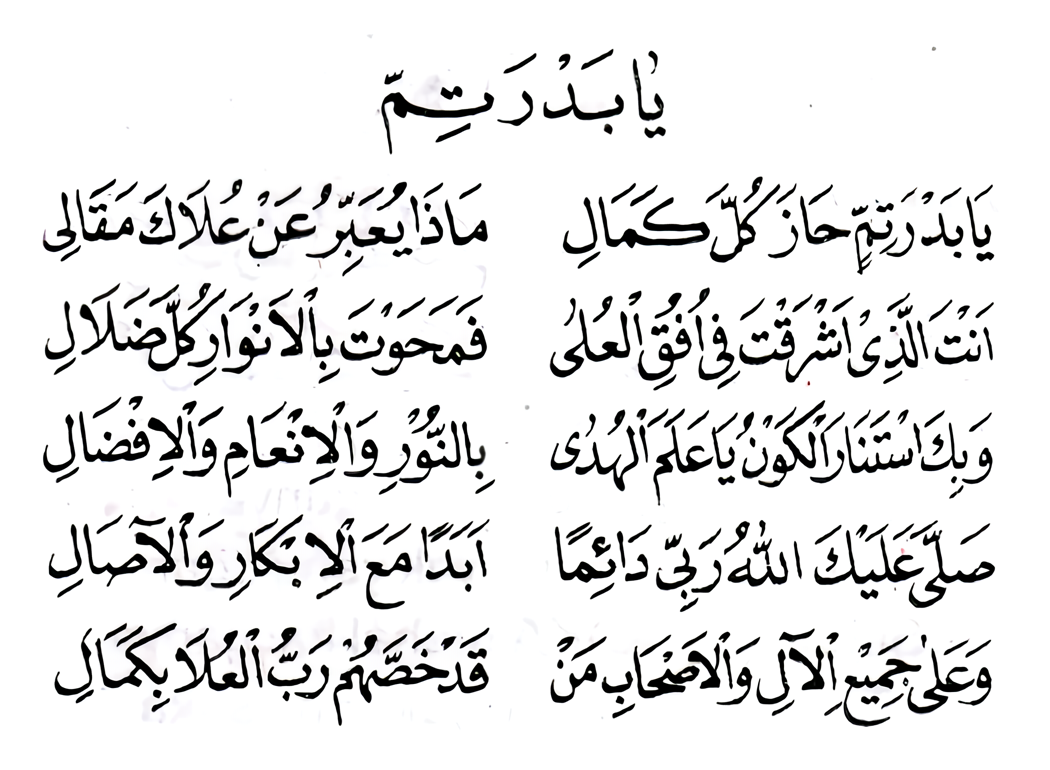 يَا بَدْرَ تِمّ
يَا بَدْرَ تِمٍّ حَازَ كُلَّ كَمَالِ مَاذَا يُعَبِّرُ عَنْ عُلَاكَ مَقَالِى
اَنْتَ الَّذِىْ اَشْرَقْتَ فِى اُفُقِ الْعُلٰى فَمَحَوْتَ بِالْاَنْوَارِ كُلَّ ضَلَالِ
وَبِكَ اسْتَنَارَ الْكَوْنُ يَا عَلَمَ الْهُدٰى بِالنُّوْرِ وَالْاِنْعَامِ وَالْاِفْضَالِ
صَلَّى عَلَيْكَ اللهُ رَبِّى دَائِمًا اَبَدًا مَعَ الْاِبْكَارِ وَالْآصَالِ
وَعَلٰى جَمِيْعِ الْآلِ وَالْاَصْحَابِ مَنْ قَدْ خَصَّهُمْ رَبُّ الْعُلَا بِكَمَالِ